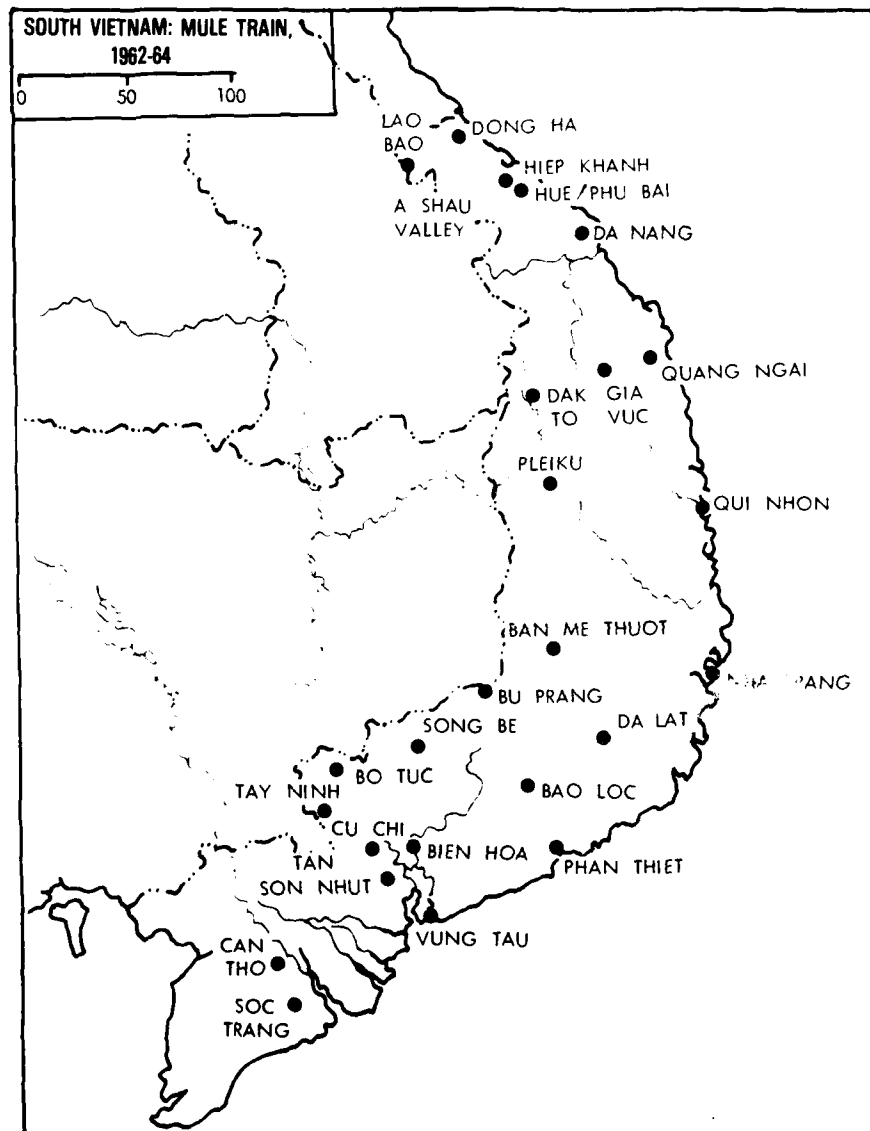 SOUTH VIETNAM: MULE TRAIN,
1962-64
0 50 100
LAO
BAO
DONG HA
HIEP KHANH
HUE/PHU BAI
A SHAU
VALLEY
DA NANG
QUANG NGAI
DAK
TO
GIA
VUC
PLEIKU
QUI NHON
BAN ME THUOT
BU PRANG
SONG BE
DA LAT
BO TUC
TAY NINH
BAO LOC
CU CHI
BIEN HOA
PHAN THIET
TAN
SON NHUT
VUNG TAU
CAN
THO
SOC
TRANG